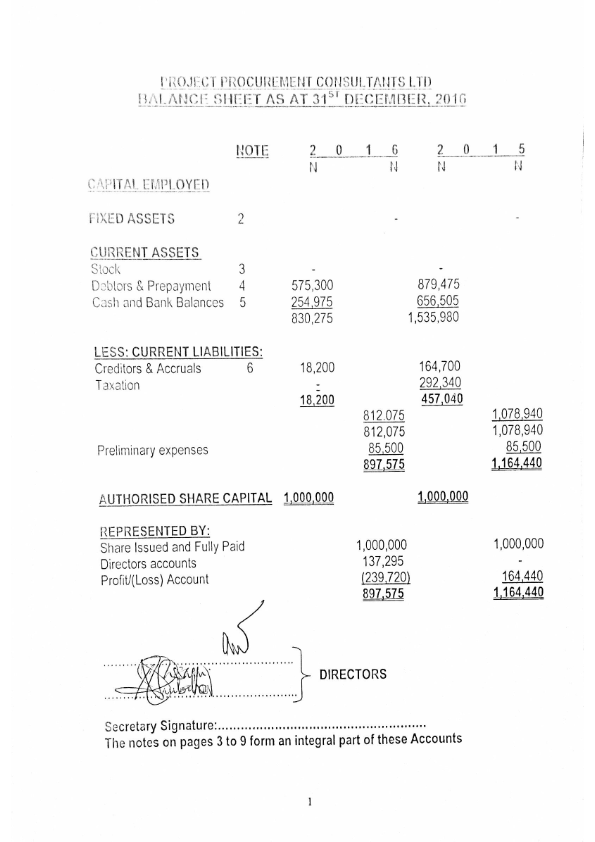 PROJECT PROCUREMENT CONSULTANTS LTD
BALANCE SHEET AS AT 31ST DECEMBER, 2016
NOTE 2 0 1 6 2 0 1 5
N N N N
CAPITAL EMPLOYED
FIXED ASSETS 2 - -
CURRENT ASSETS
Stock 3 - -
Debtors & Prepayment 4 575,300 879,475
Cash and Bank Balances 5 254,975 656,505
830,275 1,535,980
LESS: CURRENT LIABILITIES:
Creditors & Accruals 6 18,200 164,700
Taxation - 292,340
18,200 457,040
812.075 1,078,940
812,075 1,078,940
Preliminary expenses 85,500 85,500
897,575 1,164,440
AUTHORISED SHARE CAPITAL 1,000,000 1,000,000
REPRESENTED BY:
Share Issued and Fully Paid 1,000,000 1,000,000
Directors accounts 137,295 -
Profit/(Loss) Account (239,720) 164,440
897,575 1,164,440
DIRECTORS
Secretary Signature:.......................................................
The notes on pages 3 to 9 form an integral part of these Accounts
1